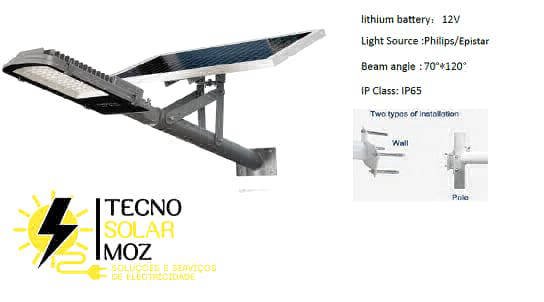 lithium battery: 12V
Light Source :Philips/Epistar
Beam angle : 70°*120°
IP Class: IP65
Two types of installation
Wall
Pole
TECNO
SOLAR
MOZ
SOLUÇÕES E SERVIÇOS
DE ELECTRICIDADE